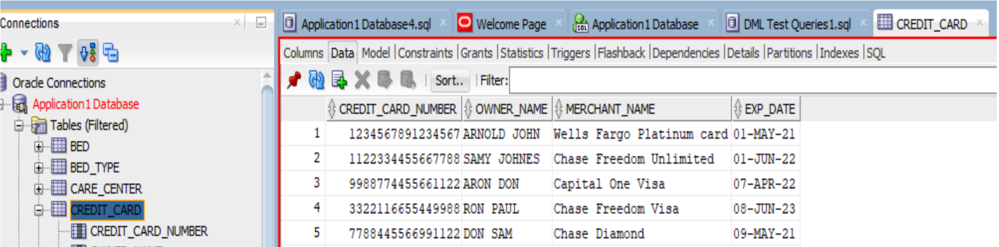 Connections
Application1 Database4.sql
Welcome Page
SQL
Application1 Database
DML Test Queries1.sql
CREDIT_CARD
Columns Data Model |Constraints |Grants |Statistics |Triggers |Flashback |Dependencies |Details |Partitions |Indexes |SQL
Sort.. Filter:
Oracle Connections
Application1 Database
Tables (Filtered)
BED
BED_TYPE
CARE_CENTER
CREDIT_CARD
CREDIT_CARD_NUMBER
CREDIT_CARD_NUMBER OWNER_NAME MERCHANT_NAME EXP_DATE
1 1234567891234567 ARNOLD JOHN Wells Fargo Platinum card 01-MAY-21
2 1122334455667788 SAMY JOHNES Chase Freedom Unlimited 01-JUN-22
3 9988774455661122 ARON DON Capital One Visa 07-APR-22
4 3322116655449988 RON PAUL Chase Freedom Visa 08-JUN-23
5 7788445566991122 DON SAM Chase Diamond 09-MAY-21